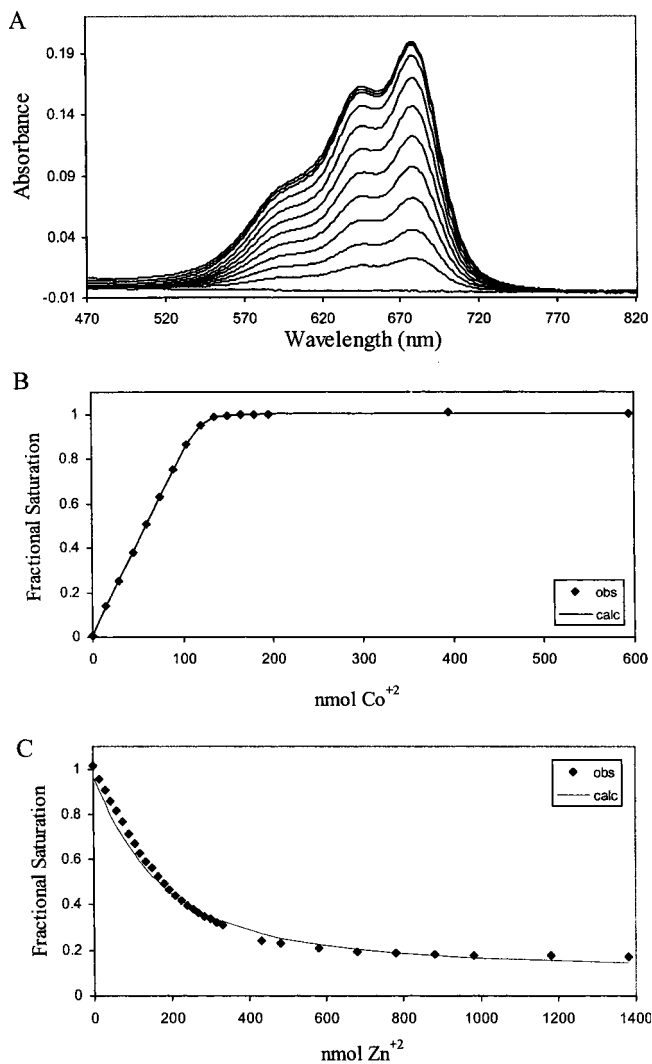 A
0.19
0.14
0.09
0.04
-0.01
Absorbance
470 520 570 620 670 720 770 820
Wavelength (nm)
B
1
0.8
0.6
0.4
0.2
0
Fractional Saturation
obs
calc
0 100 200 300 400 500 600
nmol Co+2
C
1
0.8
0.6
0.4
0.2
0
Fractional Saturation
obs
calc
0 200 400 600 800 1000 1200 1400
nmol Zn+2